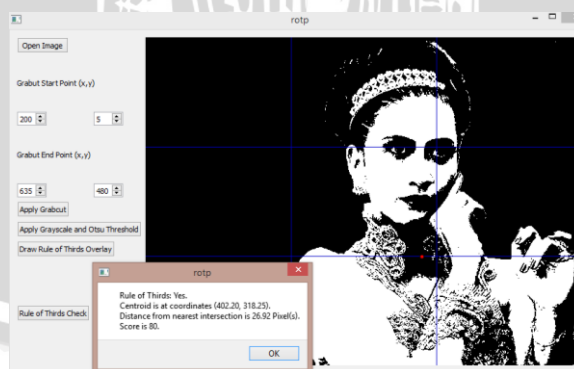 rotp
Open Image
Grabut Start Point (x,y)
200 5
Grabut End Point (x,y)
635 480
Apply Grabcut
Apply Grayscale and Otsu Threshold
Draw Rule of Thirds Overlay
Rule of Thirds Check
rotp
Rule of Thirds: Yes.
Centroid is at coordinates (402.20, 318.25).
Distance from nearest intersection is 26.92 Pixel(s).
Score is 80.
OK